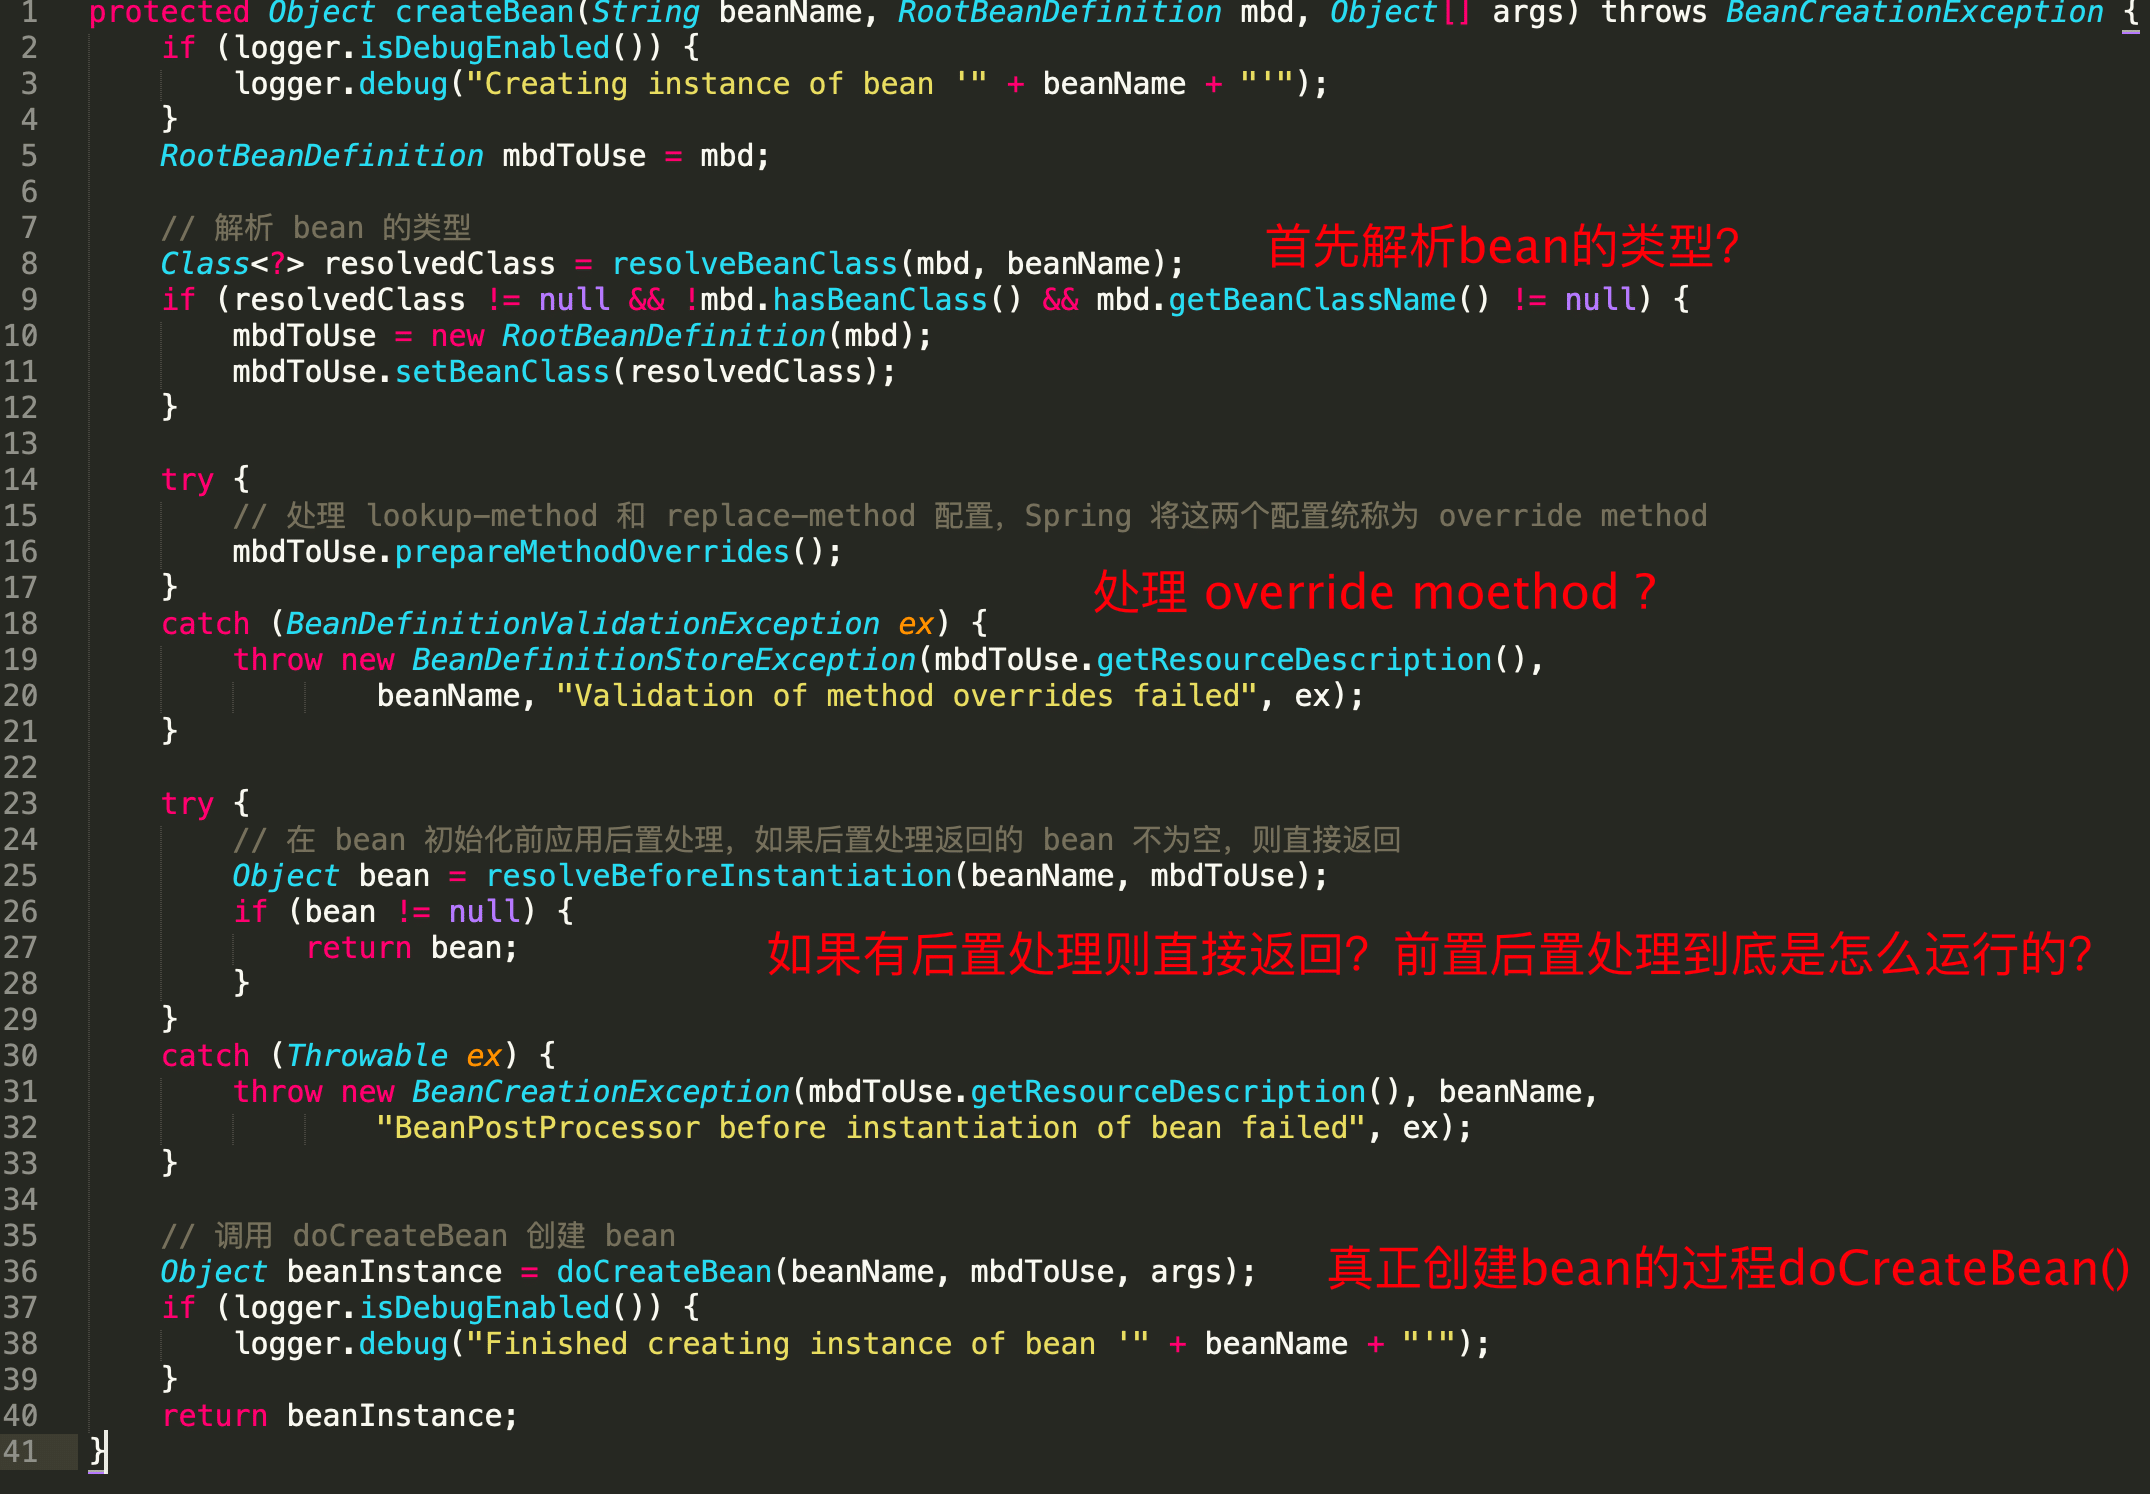 1 protected Object createBean(String beanName, RootBeanDefinition mbd, Object[] args) throws BeanCreationException {
2 if (logger.isDebugEnabled()) {
3 logger.debug("Creating instance of bean '" + beanName + "'");
4 }
5 RootBeanDefinition mbdToUse = mbd;
6
7 // 解析 bean 的类型
首先解析bean的类型?
8 Class<?> resolvedClass = resolveBeanClass(mbd, beanName);
9 if (resolvedClass != null && !mbd.hasBeanClass() && mbd.getBeanClassName() != null) {
10 mbdToUse = new RootBeanDefinition(mbd);
11 mbdToUse.setBeanClass(resolvedClass);
12 }
13
14 try {
15 // 处理 lookup-method 和 replace-method 配置，Spring 将这两个配置统称为 override method
16 mbdToUse.prepareMethodOverrides();
17 }
处理 override moethod ?
18 catch (BeanDefinitionValidationException ex) {
19 throw new BeanDefinitionStoreException(mbdToUse.getResourceDescription(),
20 beanName, "Validation of method overrides failed", ex);
21 }
22
23 try {
24 // 在 bean 初始化前应用后置处理，如果后置处理返回的 bean 不为空，则直接返回
25 Object bean = resolveBeforeInstantiation(beanName, mbdToUse);
26 if (bean != null) {
27 return bean;
如果有后置处理则直接返回? 前置后置处理到底是怎么运行的?
28 }
29 }
30 catch (Throwable ex) {
31 throw new BeanCreationException(mbdToUse.getResourceDescription(), beanName,
32 "BeanPostProcessor before instantiation of bean failed", ex);
33 }
34
35 // 调用 doCreateBean 创建 bean
36 Object beanInstance = doCreateBean(beanName, mbdToUse, args);
真正创建bean的过程doCreateBean()
37 if (logger.isDebugEnabled()) {
38 logger.debug("Finished creating instance of bean '" + beanName + "'");
39 }
40 return beanInstance;
41 }